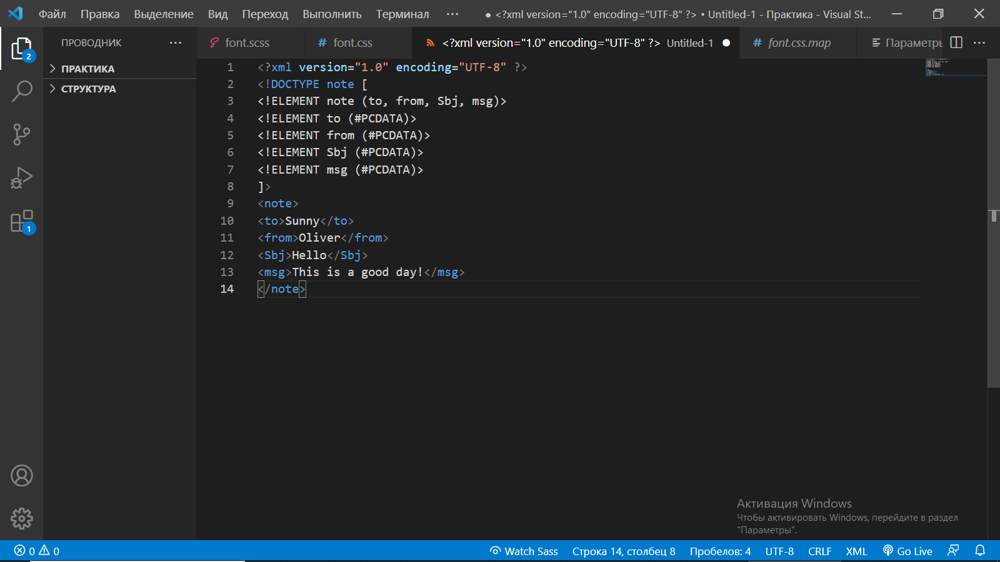 Файл Правка Выделение Вид Переход Выполнить Терминал ··· ● <?xml version="1.0" encoding="UTF-8" ?> • Untitled-1 - Практика - Visual St...
ПРОВОДНИК ···
font.scss # font.css <?xml version="1.0" encoding="UTF-8" ?> Untitled-1 ● # font.css.map Параметры ···
2
ПРАКТИКА
СТРУКТУРА
1
1 <?xml version="1.0" encoding="UTF-8" ?>
2 <!DOCTYPE note [
3 <!ELEMENT note (to, from, Sbj, msg)>
4 <!ELEMENT to (#PCDATA)>
5 <!ELEMENT from (#PCDATA)>
6 <!ELEMENT Sbj (#PCDATA)>
7 <!ELEMENT msg (#PCDATA)>
8 ]>
9 <note>
10 <to>Sunny</to>
11 <from>Oliver</from>
12 <Sbj>Hello</Sbj>
13 <msg>This is a good day!</msg>
14 </note>
Активация Windows
Чтобы активировать Windows, перейдите в раздел
"Параметры".
0 0 Watch Sass Строка 14, столбец 8 Пробелов: 4 UTF-8 CRLF XML Go Live